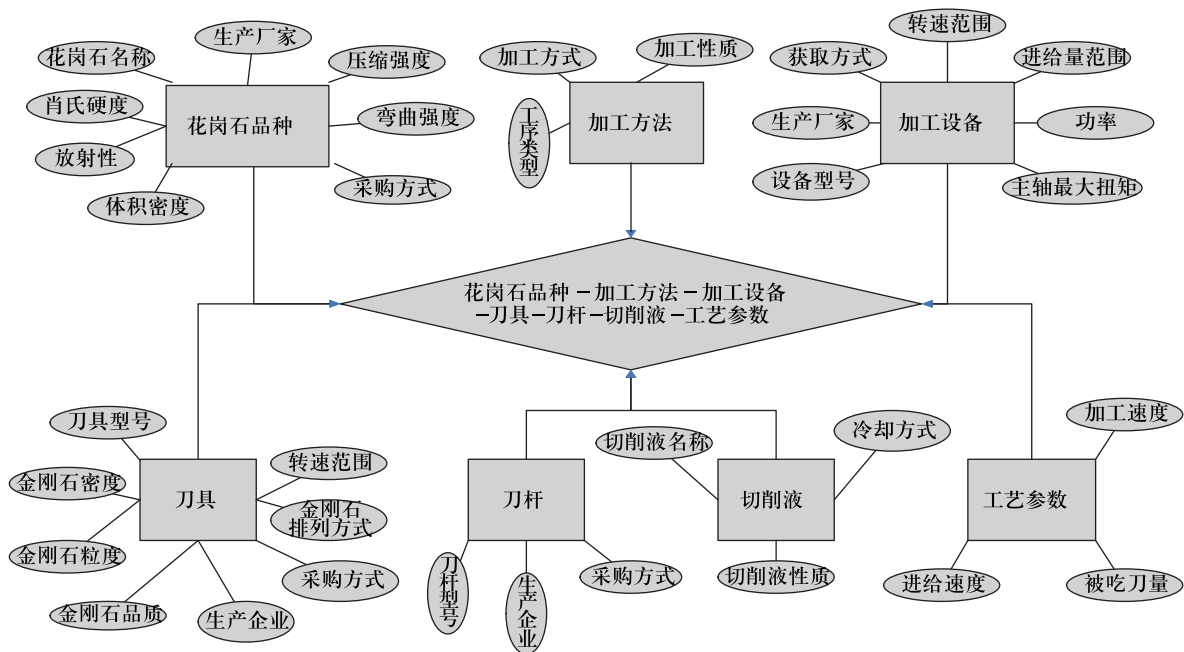 生产厂家
花岗石名称
压缩强度
肖氏硬度
花岗石品种
弯曲强度
放射性
采购方式
体积密度
加工方式
加工性质
工序类型
加工方法
转速范围
获取方式
进给量范围
生产厂家
加工设备
功率
设备型号
主轴最大扭矩
花岗石品种－加工方法－加工设备
－刀具－刀杆－切削液－工艺参数
刀具型号
金刚石密度
转速范围
刀具
金刚石
排列方式
金刚石粒度
采购方式
金刚石品质
生产企业
刀杆
刀杆型号
生产企业
采购方式
切削液名称
冷却方式
切削液
切削液性质
加工速度
工艺参数
进给速度
被吃刀量